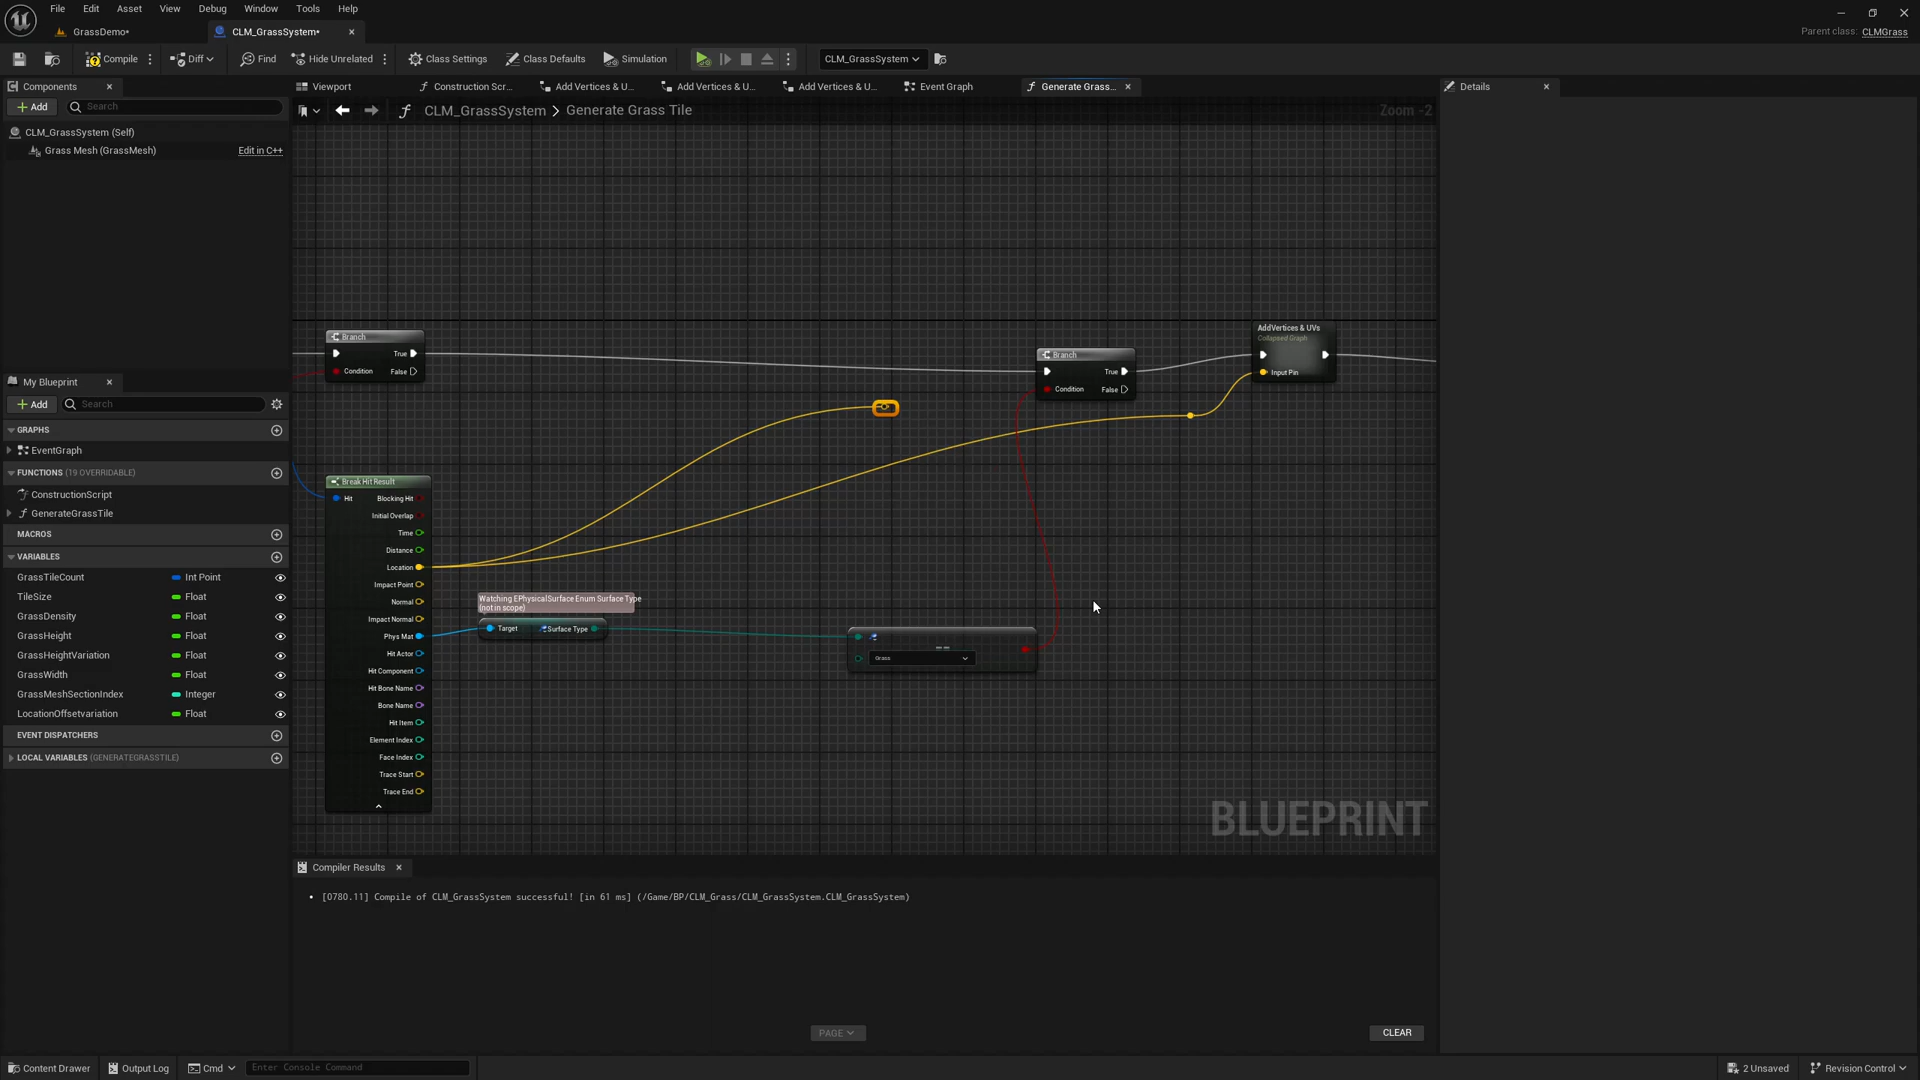 File Edit Asset View Debug Window Tools Help
GrassDemo*
CLM_GrassSystem*
Parent class: CLMGrass
Compile
Diff
Find
Hide Unrelated
Class Settings
Class Defaults
Simulation
CLM_GrassSystem
Components
Viewport
Construction Scr...
Add Vertices & U...
Add Vertices & U...
Add Vertices & U...
Event Graph
Generate Grass...
Details
Add
Search
CLM_GrassSystem > Generate Grass Tile
Zoom -2
CLM_GrassSystem (Self)
Grass Mesh (GrassMesh)
Edit in C++
Branch
True
Condition
False
Branch
True
Condition
False
AddVertices & UVs
Collapsed Graph
Input Pin
My Blueprint
Add
Search
GRAPHS
EventGraph
FUNCTIONS (19 OVERRIDABLE)
ConstructionScript
GenerateGrassTile
MACROS
VARIABLES
GrassTileCount Int Point
TileSize Float
GrassDensity Float
GrassHeight Float
GrassHeightVariation Float
GrassWidth Float
GrassMeshSectionIndex Integer
LocationOffsetvariation Float
EVENT DISPATCHERS
LOCAL VARIABLES (GENERATEGRASSTILE)
Break Hit Result
Hit
Blocking Hit
Initial Overlap
Time
Distance
Location
Impact Point
Normal
Impact Normal
Phys Mat
Hit Actor
Hit Component
Hit Bone Name
Bone Name
Hit Item
Element Index
Face Index
Trace Start
Trace End
Watching EPhysicalSurface Enum Surface Type
(not in scope)
Target
Surface Type
==
Grass
BLUEPRINT
Compiler Results
• [0780.11] Compile of CLM_GrassSystem successful! [in 61 ms] (/Game/BP/CLM_Grass/CLM_GrassSystem.CLM_GrassSystem)
PAGE
CLEAR
Content Drawer
Output Log
Cmd
Enter Console Command
2 Unsaved
Revision Control